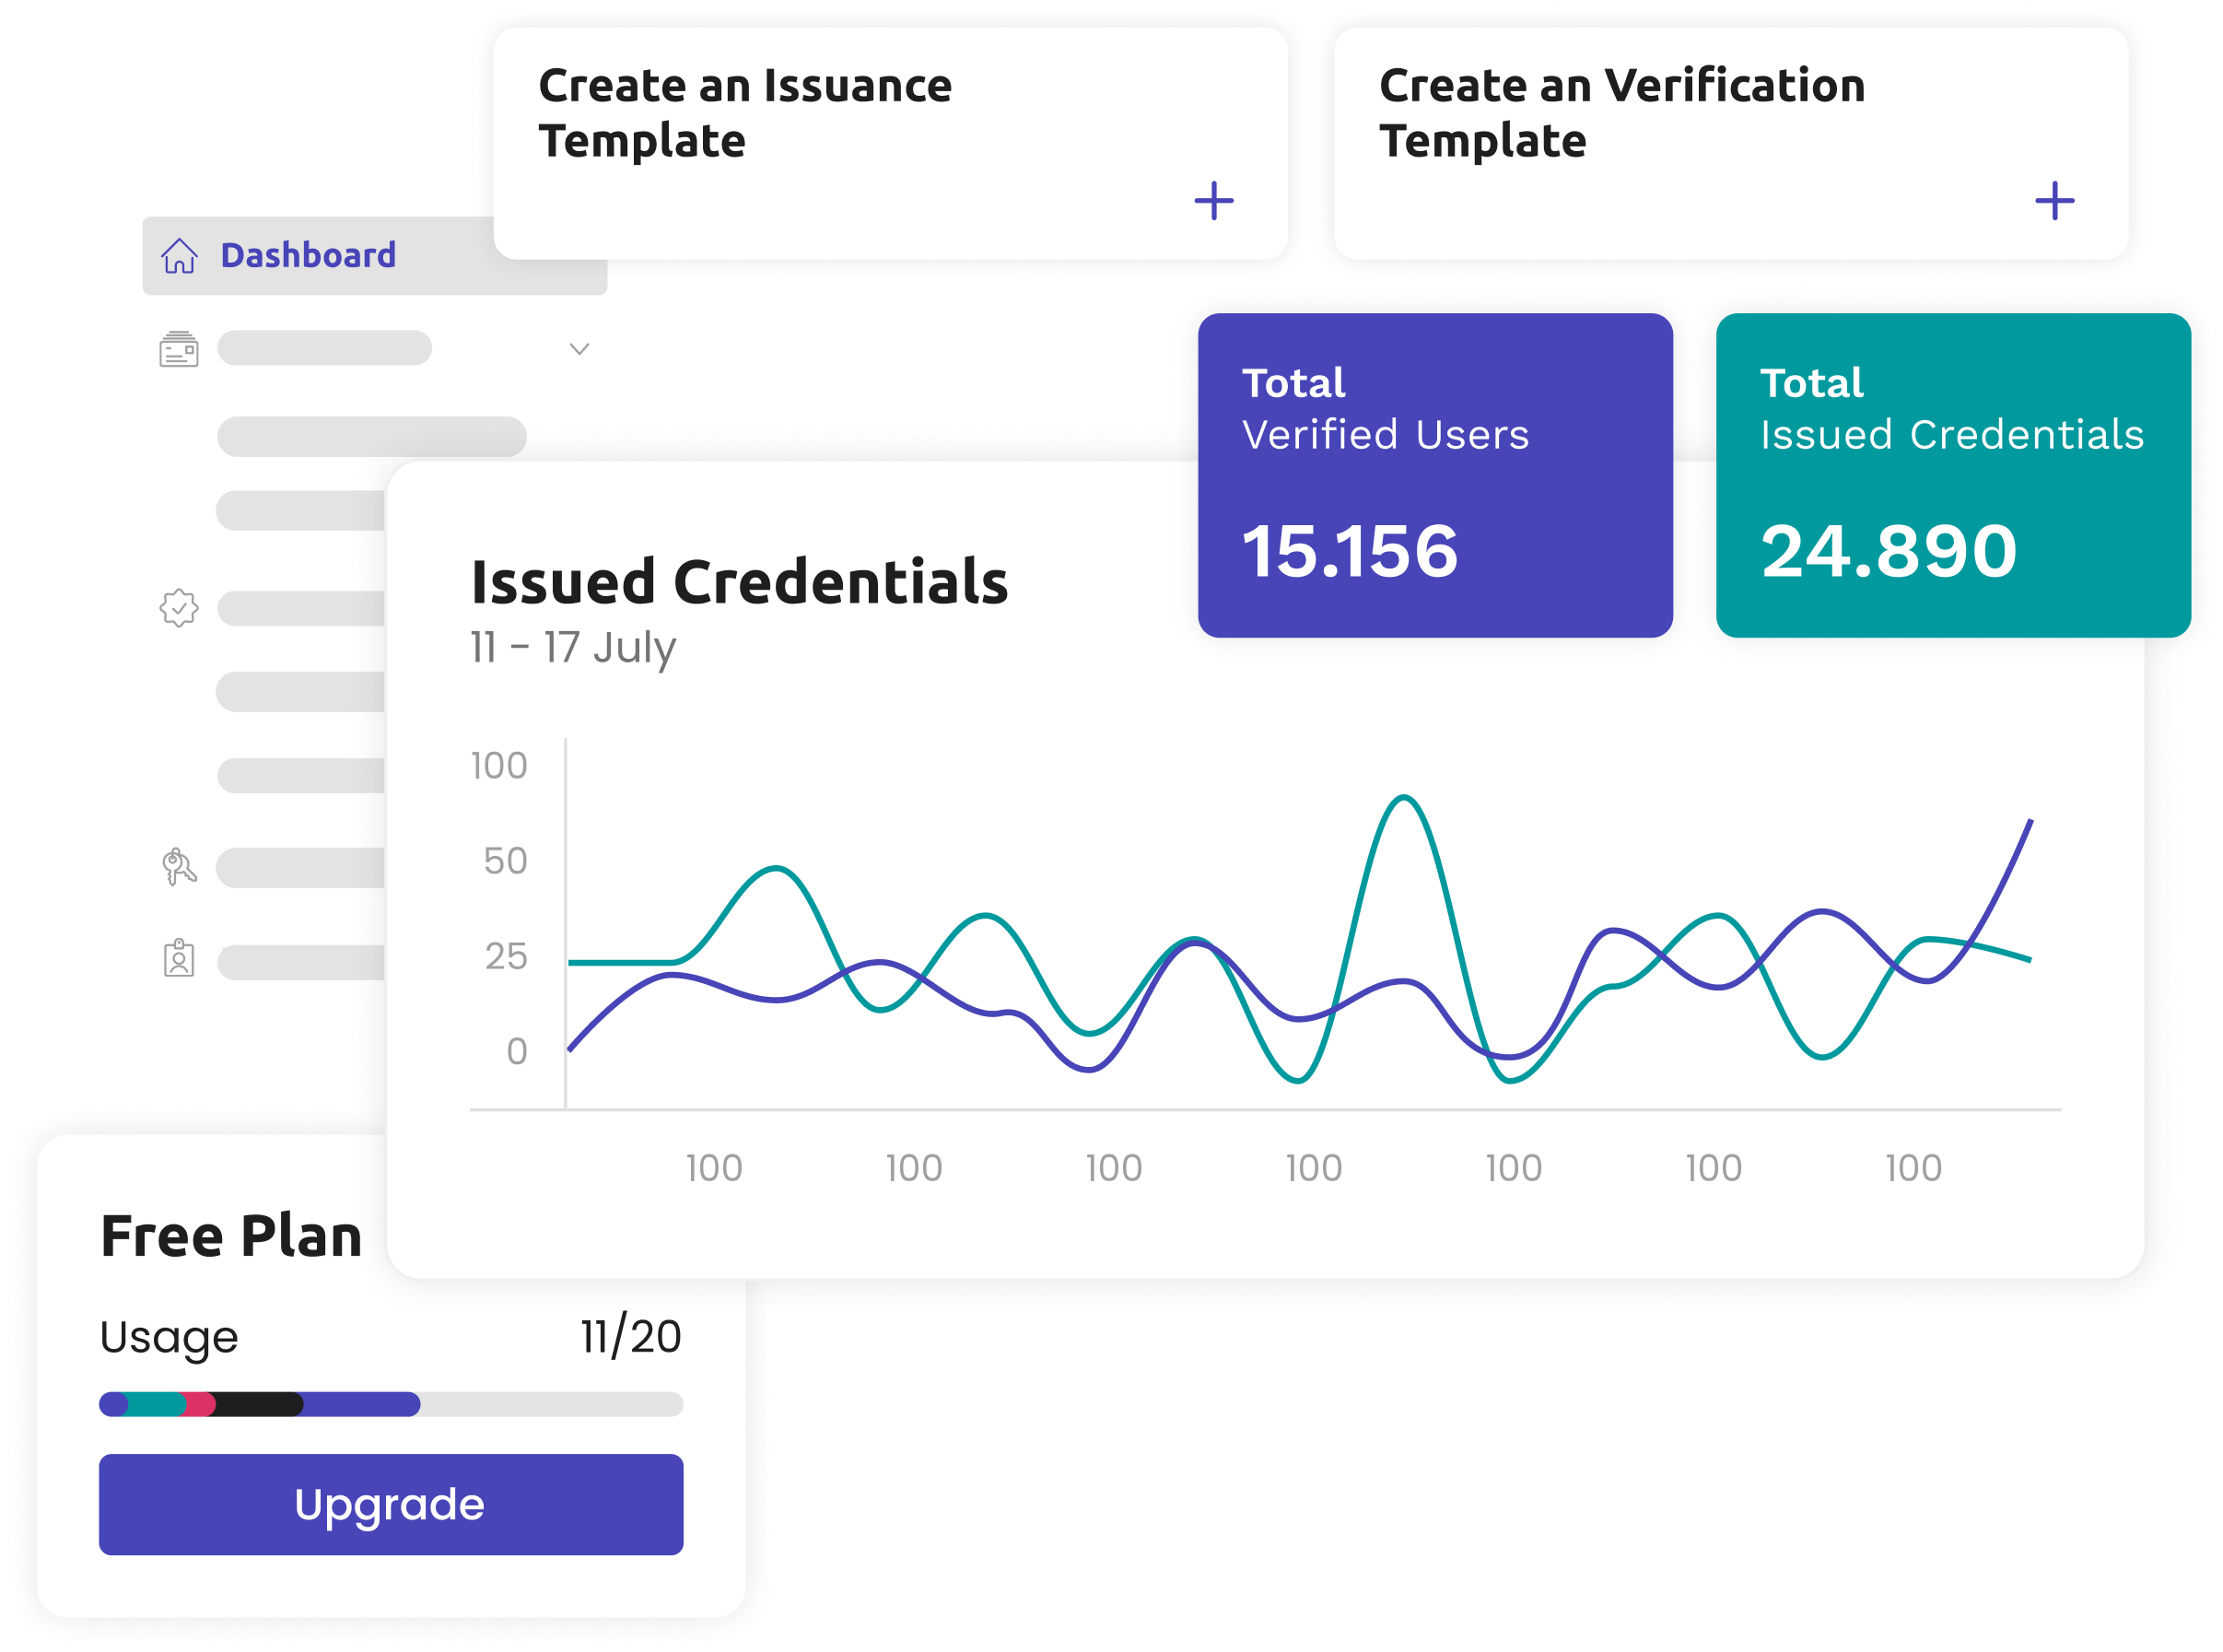 Create an Issuance
Template
Create an Verification
Template
Dashboard
Total
Verified Users
15.156
Total
Issued Credentials
24.890
Issued Credentials
11 – 17 July
100
50
25
0
100 100 100 100 100 100 100
Free Plan
Usage 11/20
Upgrade